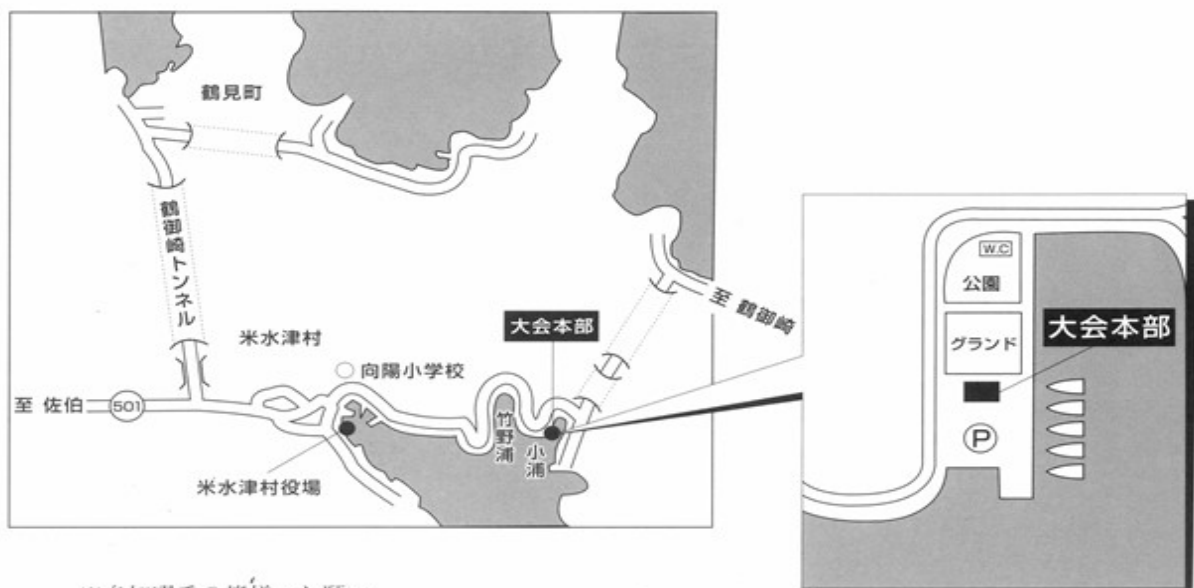 鶴見町
鶴御崎トンネル
米水津村
大会本部
至 鶴御崎
向陽小学校
至 佐伯
501
竹野浦
小浦
米水津村役場
W.C
公園
グランド
大会本部
P